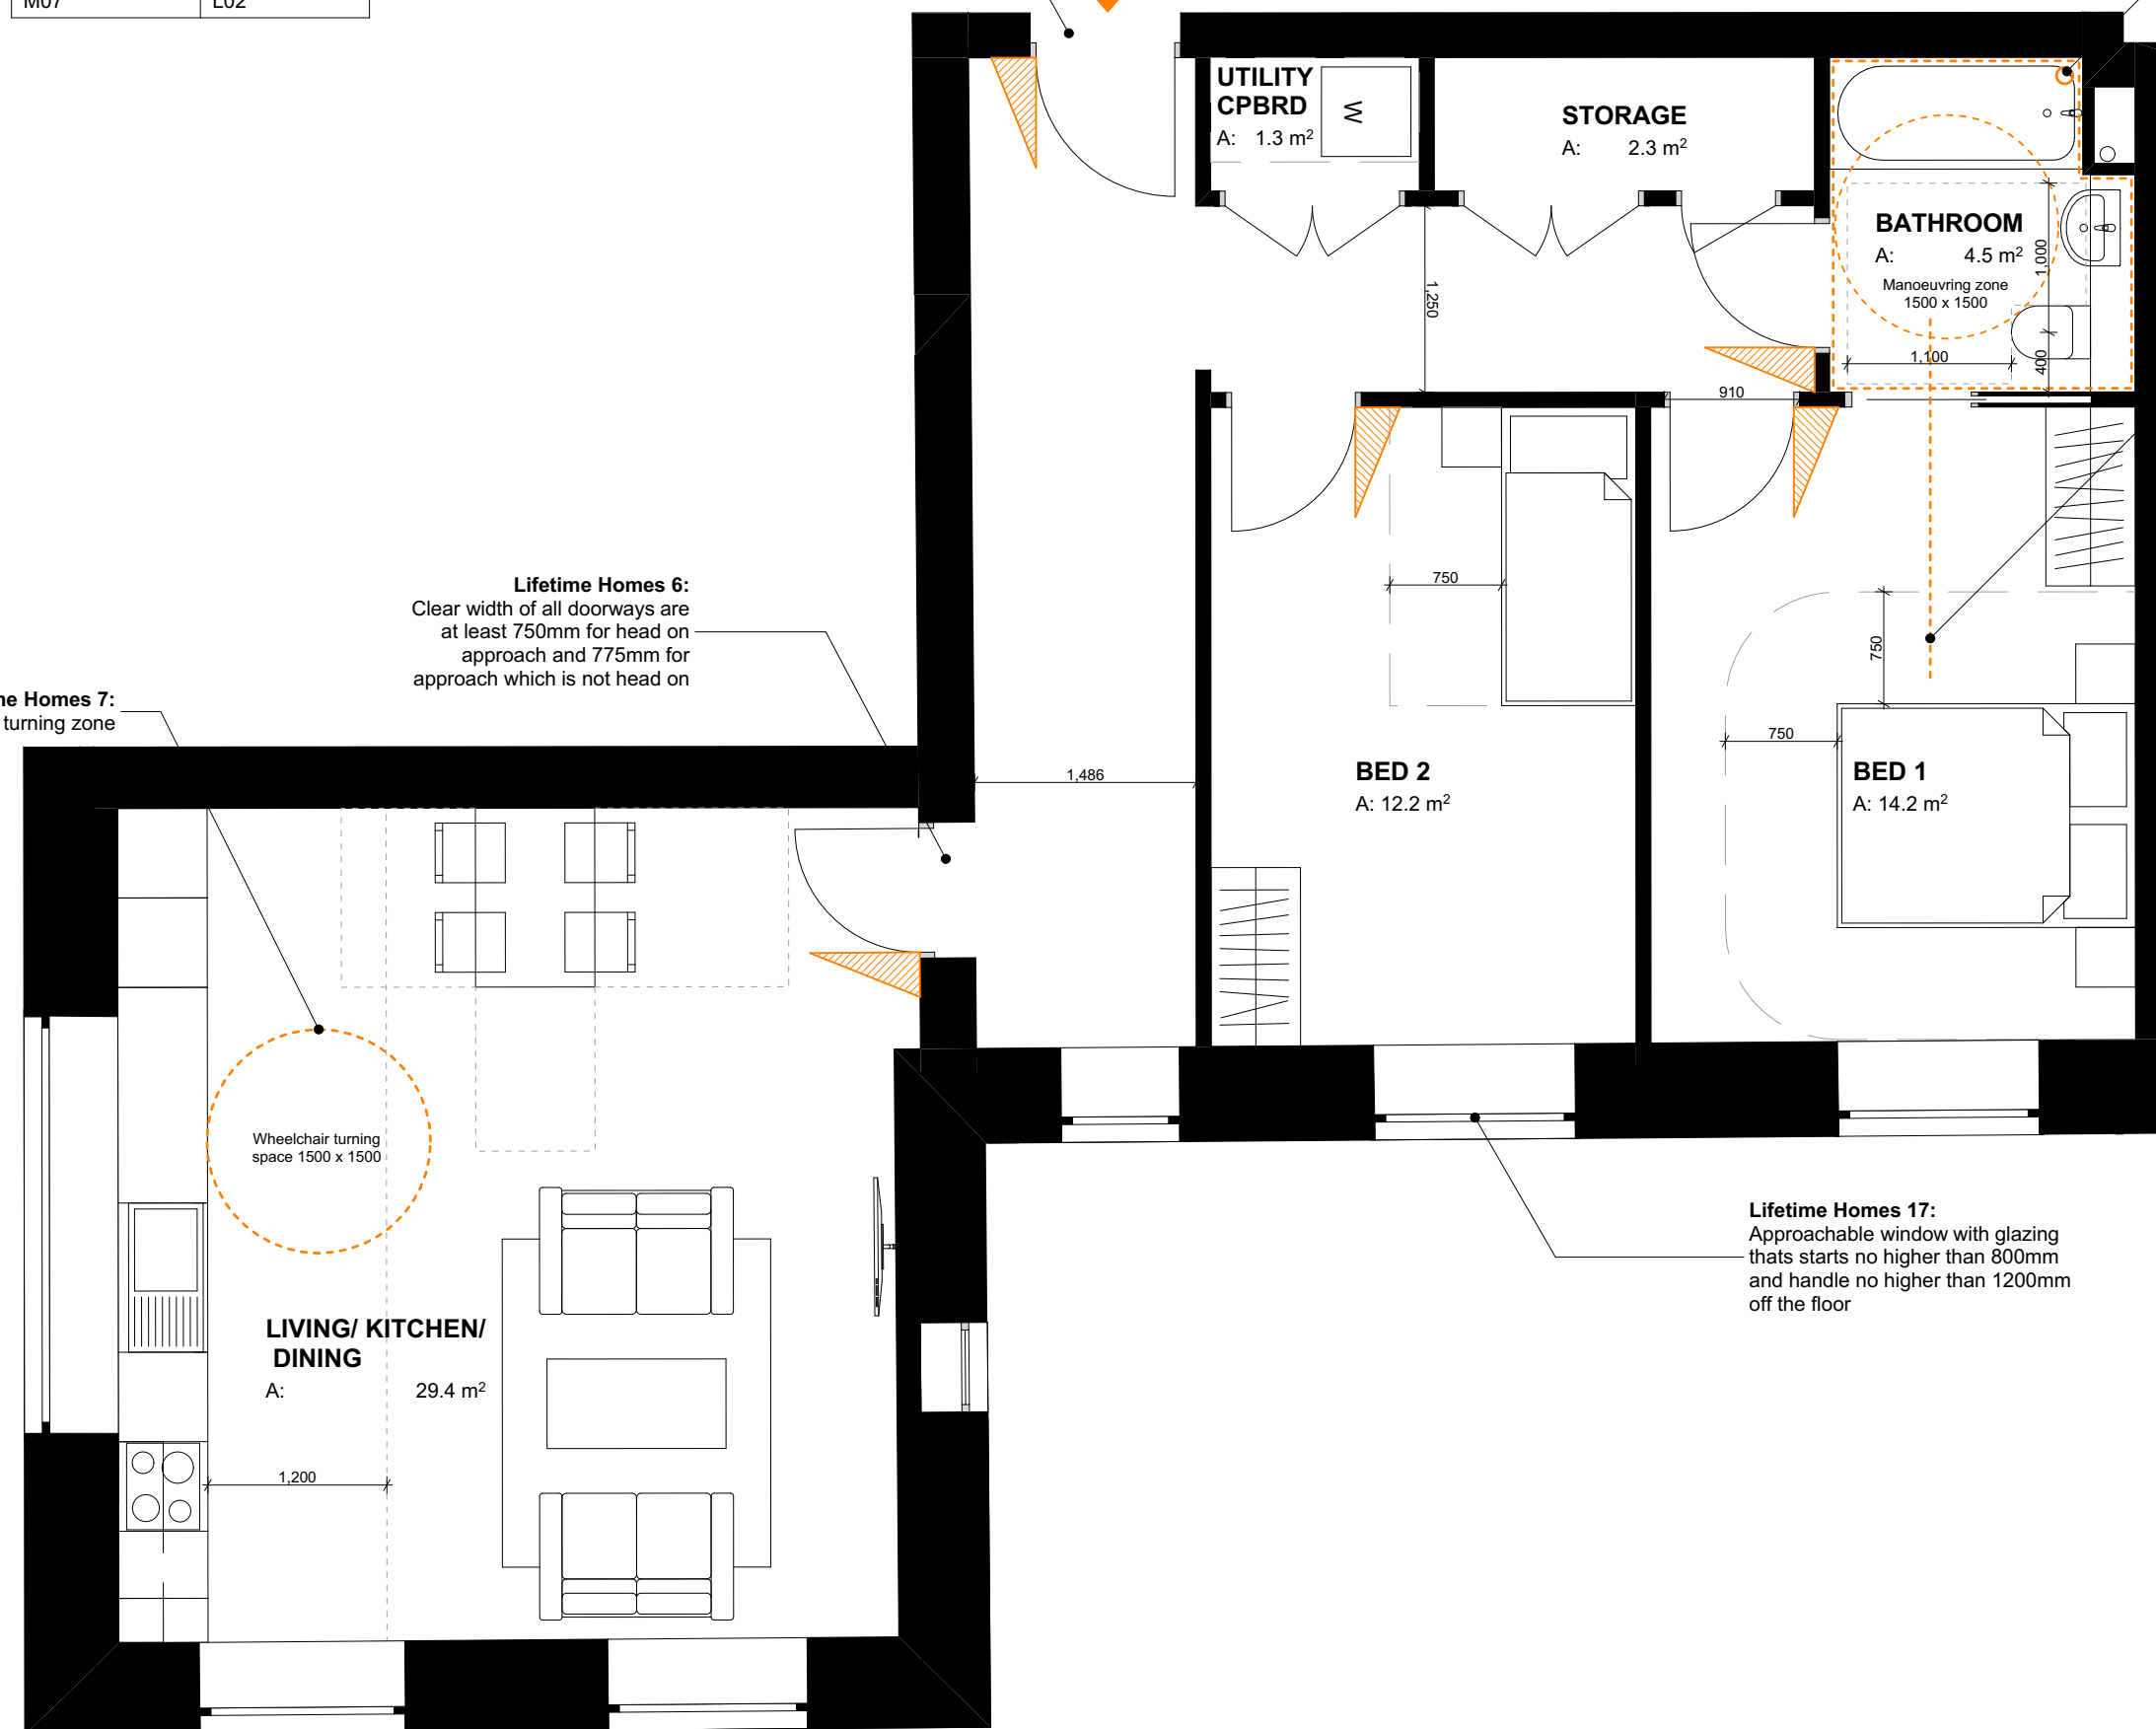 M07 L02
UTILITY
CPBRD
A: 1.3 m²
W
STORAGE
A: 2.3 m²
BATHROOM
A: 4.5 m²
Manoeuvring zone
1500 x 1500
1,000
1,100
400
1,250
910
Lifetime Homes 6:
Clear width of all doorways are
at least 750mm for head on
approach and 775mm for
approach which is not head on
Homes 7:
turning zone
750
750
750
1,486
BED 2
A: 12.2 m²
BED 1
A: 14.2 m²
Wheelchair turning
space 1500 x 1500
Lifetime Homes 17:
Approachable window with glazing
thats starts no higher than 800mm
and handle no higher than 1200mm
off the floor
LIVING/ KITCHEN/
DINING
A: 29.4 m²
1,200